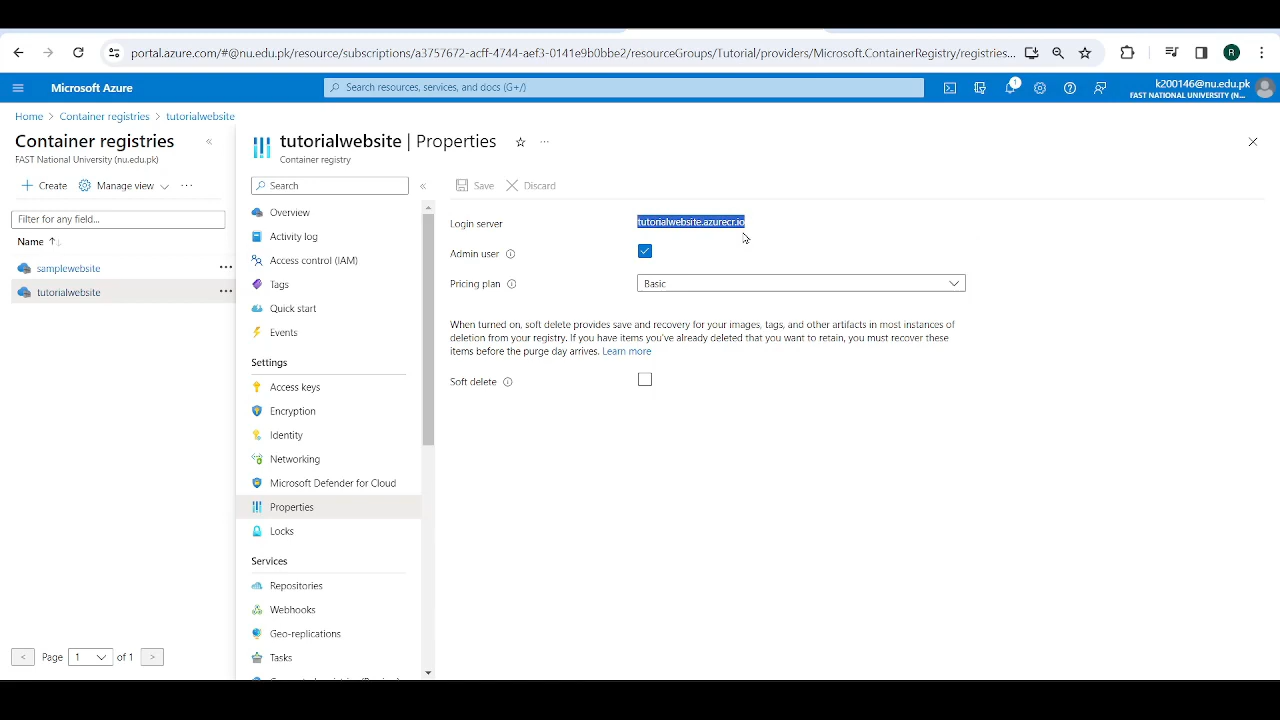 portal.azure.com/#@nu.edu.pk/resource/subscriptions/a3757672-acff-4744-aef3-0141e9b0bbe2/resourceGroups/Tutorial/providers/Microsoft.ContainerRegistry/registries...
R
Microsoft Azure
Search resources, services, and docs (G+/)
1
k200146@nu.edu.pk
FAST NATIONAL UNIVERSITY (N...
Home > Container registries > tutorialwebsite
Container registries
FAST National University (nu.edu.pk)
Create
Manage view
Filter for any field...
Name
samplewebsite
tutorialwebsite
Page 1 of 1
tutorialwebsite | Properties
Container registry
Search
Overview
Activity log
Access control (IAM)
Tags
Quick start
Events
Settings
Access keys
Encryption
Identity
Networking
Microsoft Defender for Cloud
Properties
Locks
Services
Repositories
Webhooks
Geo-replications
Tasks
Save
Discard
Login server
tutorialwebsite.azurecr.io
Admin user
Pricing plan
Basic
When turned on, soft delete provides save and recovery for your images, tags, and other artifacts in most instances of
deletion from your registry. If you have items you've already deleted that you want to retain, you must recover these
items before the purge day arrives. Learn more
Soft delete